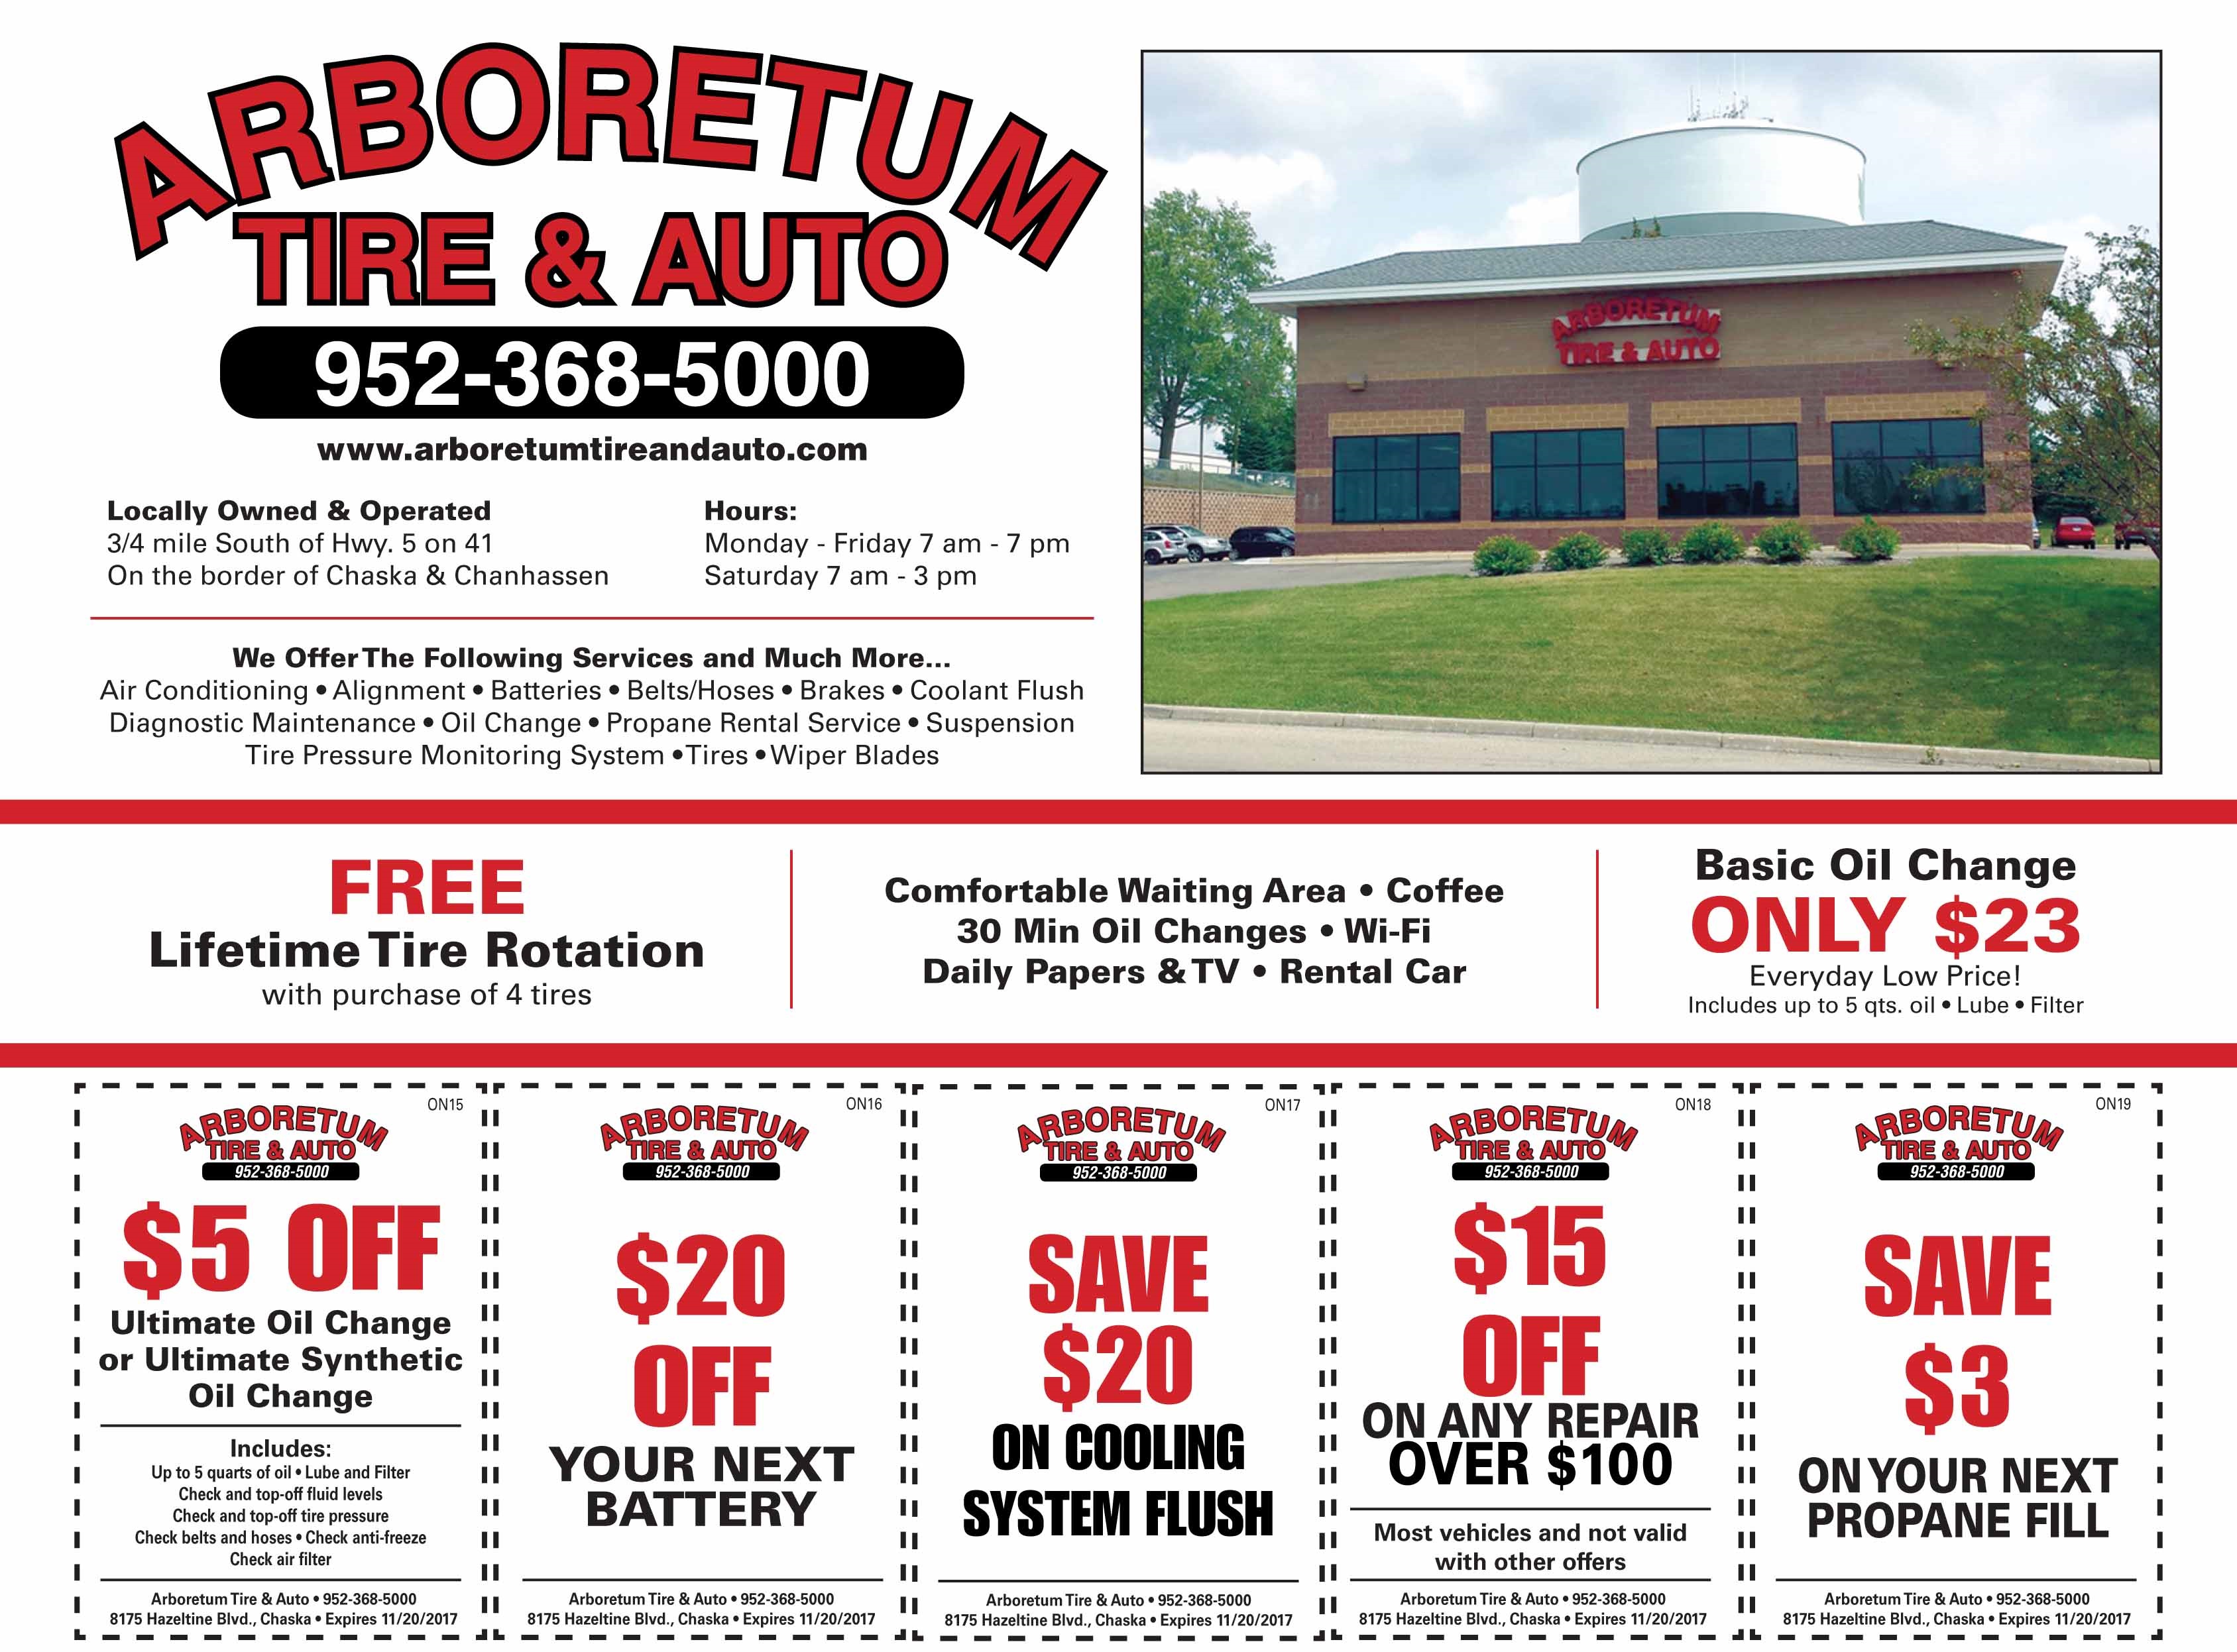 ARBORETUM
TIRE & AUTO
952-368-5000
www.arboretumtireandauto.com
Locally Owned & Operated
3/4 mile South of Hwy. 5 on 41
On the border of Chaska & Chanhassen
Hours:
Monday - Friday 7 am - 7 pm
Saturday 7 am - 3 pm
We Offer The Following Services and Much More...
Air Conditioning • Alignment • Batteries • Belts/Hoses • Brakes • Coolant Flush
Diagnostic Maintenance • Oil Change • Propane Rental Service • Suspension
Tire Pressure Monitoring System • Tires • Wiper Blades
ARBORETUM
TIRE & AUTO
FREE
Lifetime Tire Rotation
with purchase of 4 tires
Comfortable Waiting Area • Coffee
30 Min Oil Changes • Wi-Fi
Daily Papers & TV • Rental Car
Basic Oil Change
ONLY $23
Everyday Low Price!
Includes up to 5 qts. oil • Lube • Filter
ON15
ARBORETUM
TIRE & AUTO
952-368-5000
$5 OFF
Ultimate Oil Change
or Ultimate Synthetic
Oil Change
Includes:
Up to 5 quarts of oil • Lube and Filter
Check and top-off fluid levels
Check and top-off tire pressure
Check belts and hoses • Check anti-freeze
Check air filter
Arboretum Tire & Auto • 952-368-5000
8175 Hazeltine Blvd., Chaska • Expires 11/20/2017
ON16
ARBORETUM
TIRE & AUTO
952-368-5000
$20
OFF
YOUR NEXT
BATTERY
Arboretum Tire & Auto • 952-368-5000
8175 Hazeltine Blvd., Chaska • Expires 11/20/2017
ON17
ARBORETUM
TIRE & AUTO
952-368-5000
SAVE
$20
ON COOLING
SYSTEM FLUSH
Arboretum Tire & Auto • 952-368-5000
8175 Hazeltine Blvd., Chaska • Expires 11/20/2017
ON18
ARBORETUM
TIRE & AUTO
952-368-5000
$15
OFF
ON ANY REPAIR
OVER $100
Most vehicles and not valid
with other offers
Arboretum Tire & Auto • 952-368-5000
8175 Hazeltine Blvd., Chaska • Expires 11/20/2017
ON19
ARBORETUM
TIRE & AUTO
952-368-5000
SAVE
$3
ON YOUR NEXT
PROPANE FILL
Arboretum Tire & Auto • 952-368-5000
8175 Hazeltine Blvd., Chaska • Expires 11/20/2017